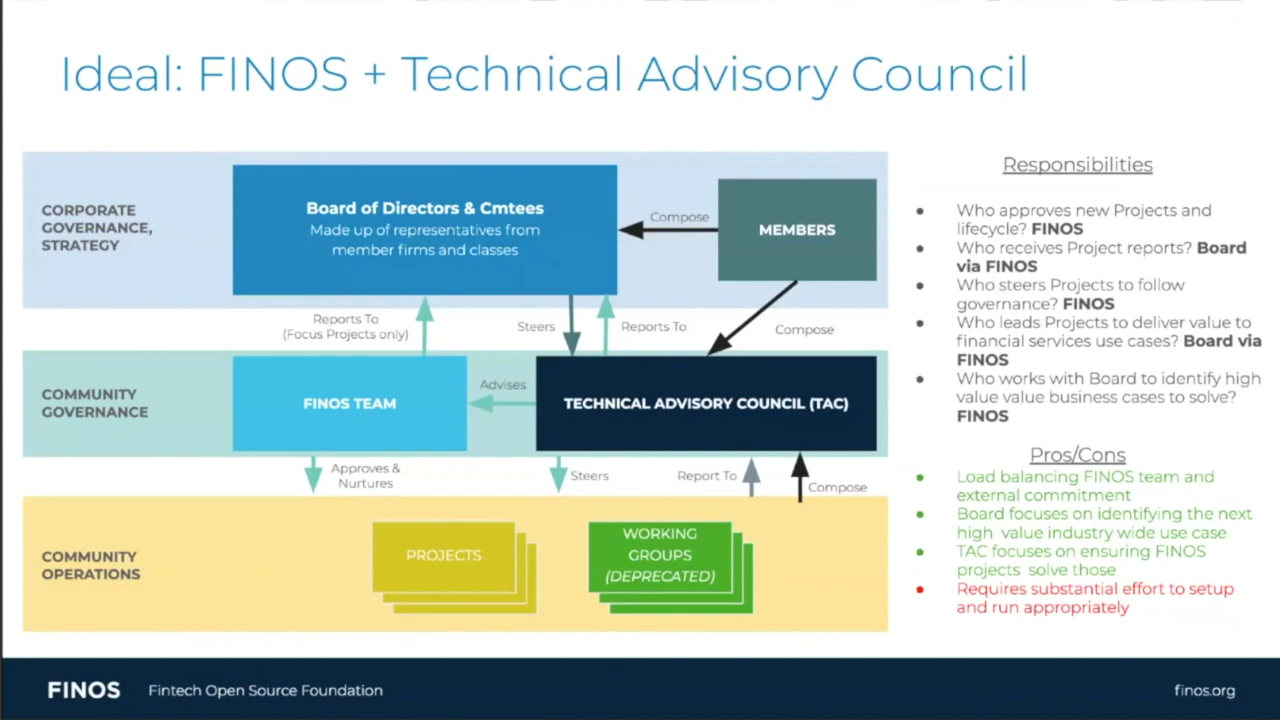 Ideal: FINOS + Technical Advisory Council
CORPORATE
GOVERNANCE,
STRATEGY
Board of Directors & Cmtees
Made up of representatives from
member firms and classes
Compose
MEMBERS
Reports To
(Focus Projects only)
Steers
Reports To
Compose
COMMUNITY
GOVERNANCE
FINOS TEAM
Advises
TECHNICAL ADVISORY COUNCIL (TAC)
Approves &
Nurtures
Steers
Report To
Compose
COMMUNITY
OPERATIONS
PROJECTS
WORKING
GROUPS
(DEPRECATED)
Responsibilities
● Who approves new Projects and
lifecycle? FINOS
● Who receives Project reports? Board
via FINOS
● Who steers Projects to follow
governance? FINOS
● Who leads Projects to deliver value to
financial services use cases? Board via
FINOS
● Who works with Board to identify high
value value business cases to solve?
FINOS
Pros/Cons
● Load balancing FINOS team and
external commitment
● Board focuses on identifying the next
high value industry wide use case
● TAC focuses on ensuring FINOS
projects solve those
● Requires substantial effort to setup
and run appropriately
FINOS Fintech Open Source Foundation
finos.org